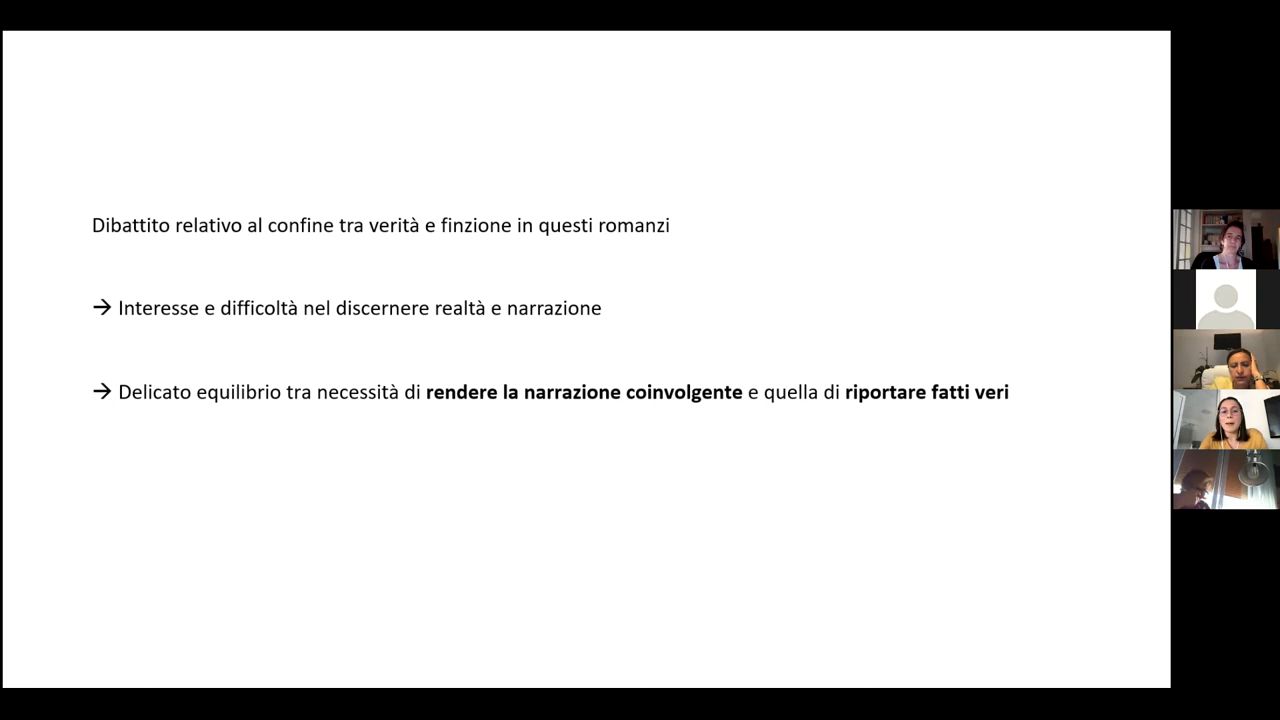 Dibattito relativo al confine tra verità e finzione in questi romanzi
→ Interesse e difficoltà nel discernere realtà e narrazione
→ Delicato equilibrio tra necessità di rendere la narrazione coinvolgente e quella di riportare fatti veri